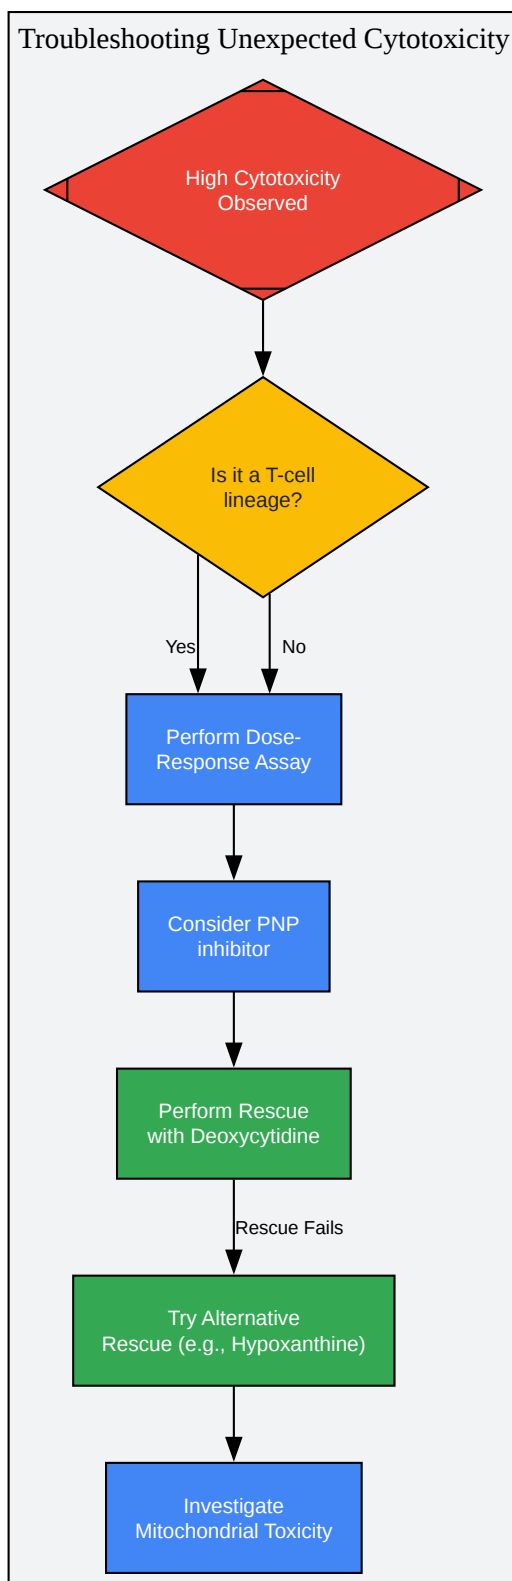 Troubleshooting Unexpected Cytotoxicity
High Cytotoxicity
Observed
Is it a T-cell
lineage?
Yes
No
Perform Dose-
Response Assay
Consider PNP
inhibitor
Perform Rescue
with Deoxycytidine
Rescue Fails
Try Alternative
Rescue (e.g., Hypoxanthine)
Investigate
Mitochondrial Toxicity